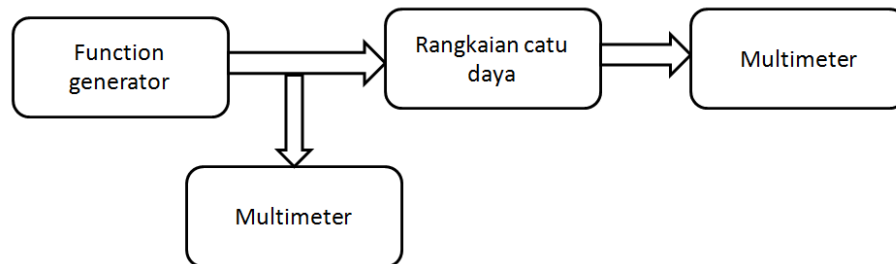 Function
generator
Rangkaian catu
daya
Multimeter
Multimeter